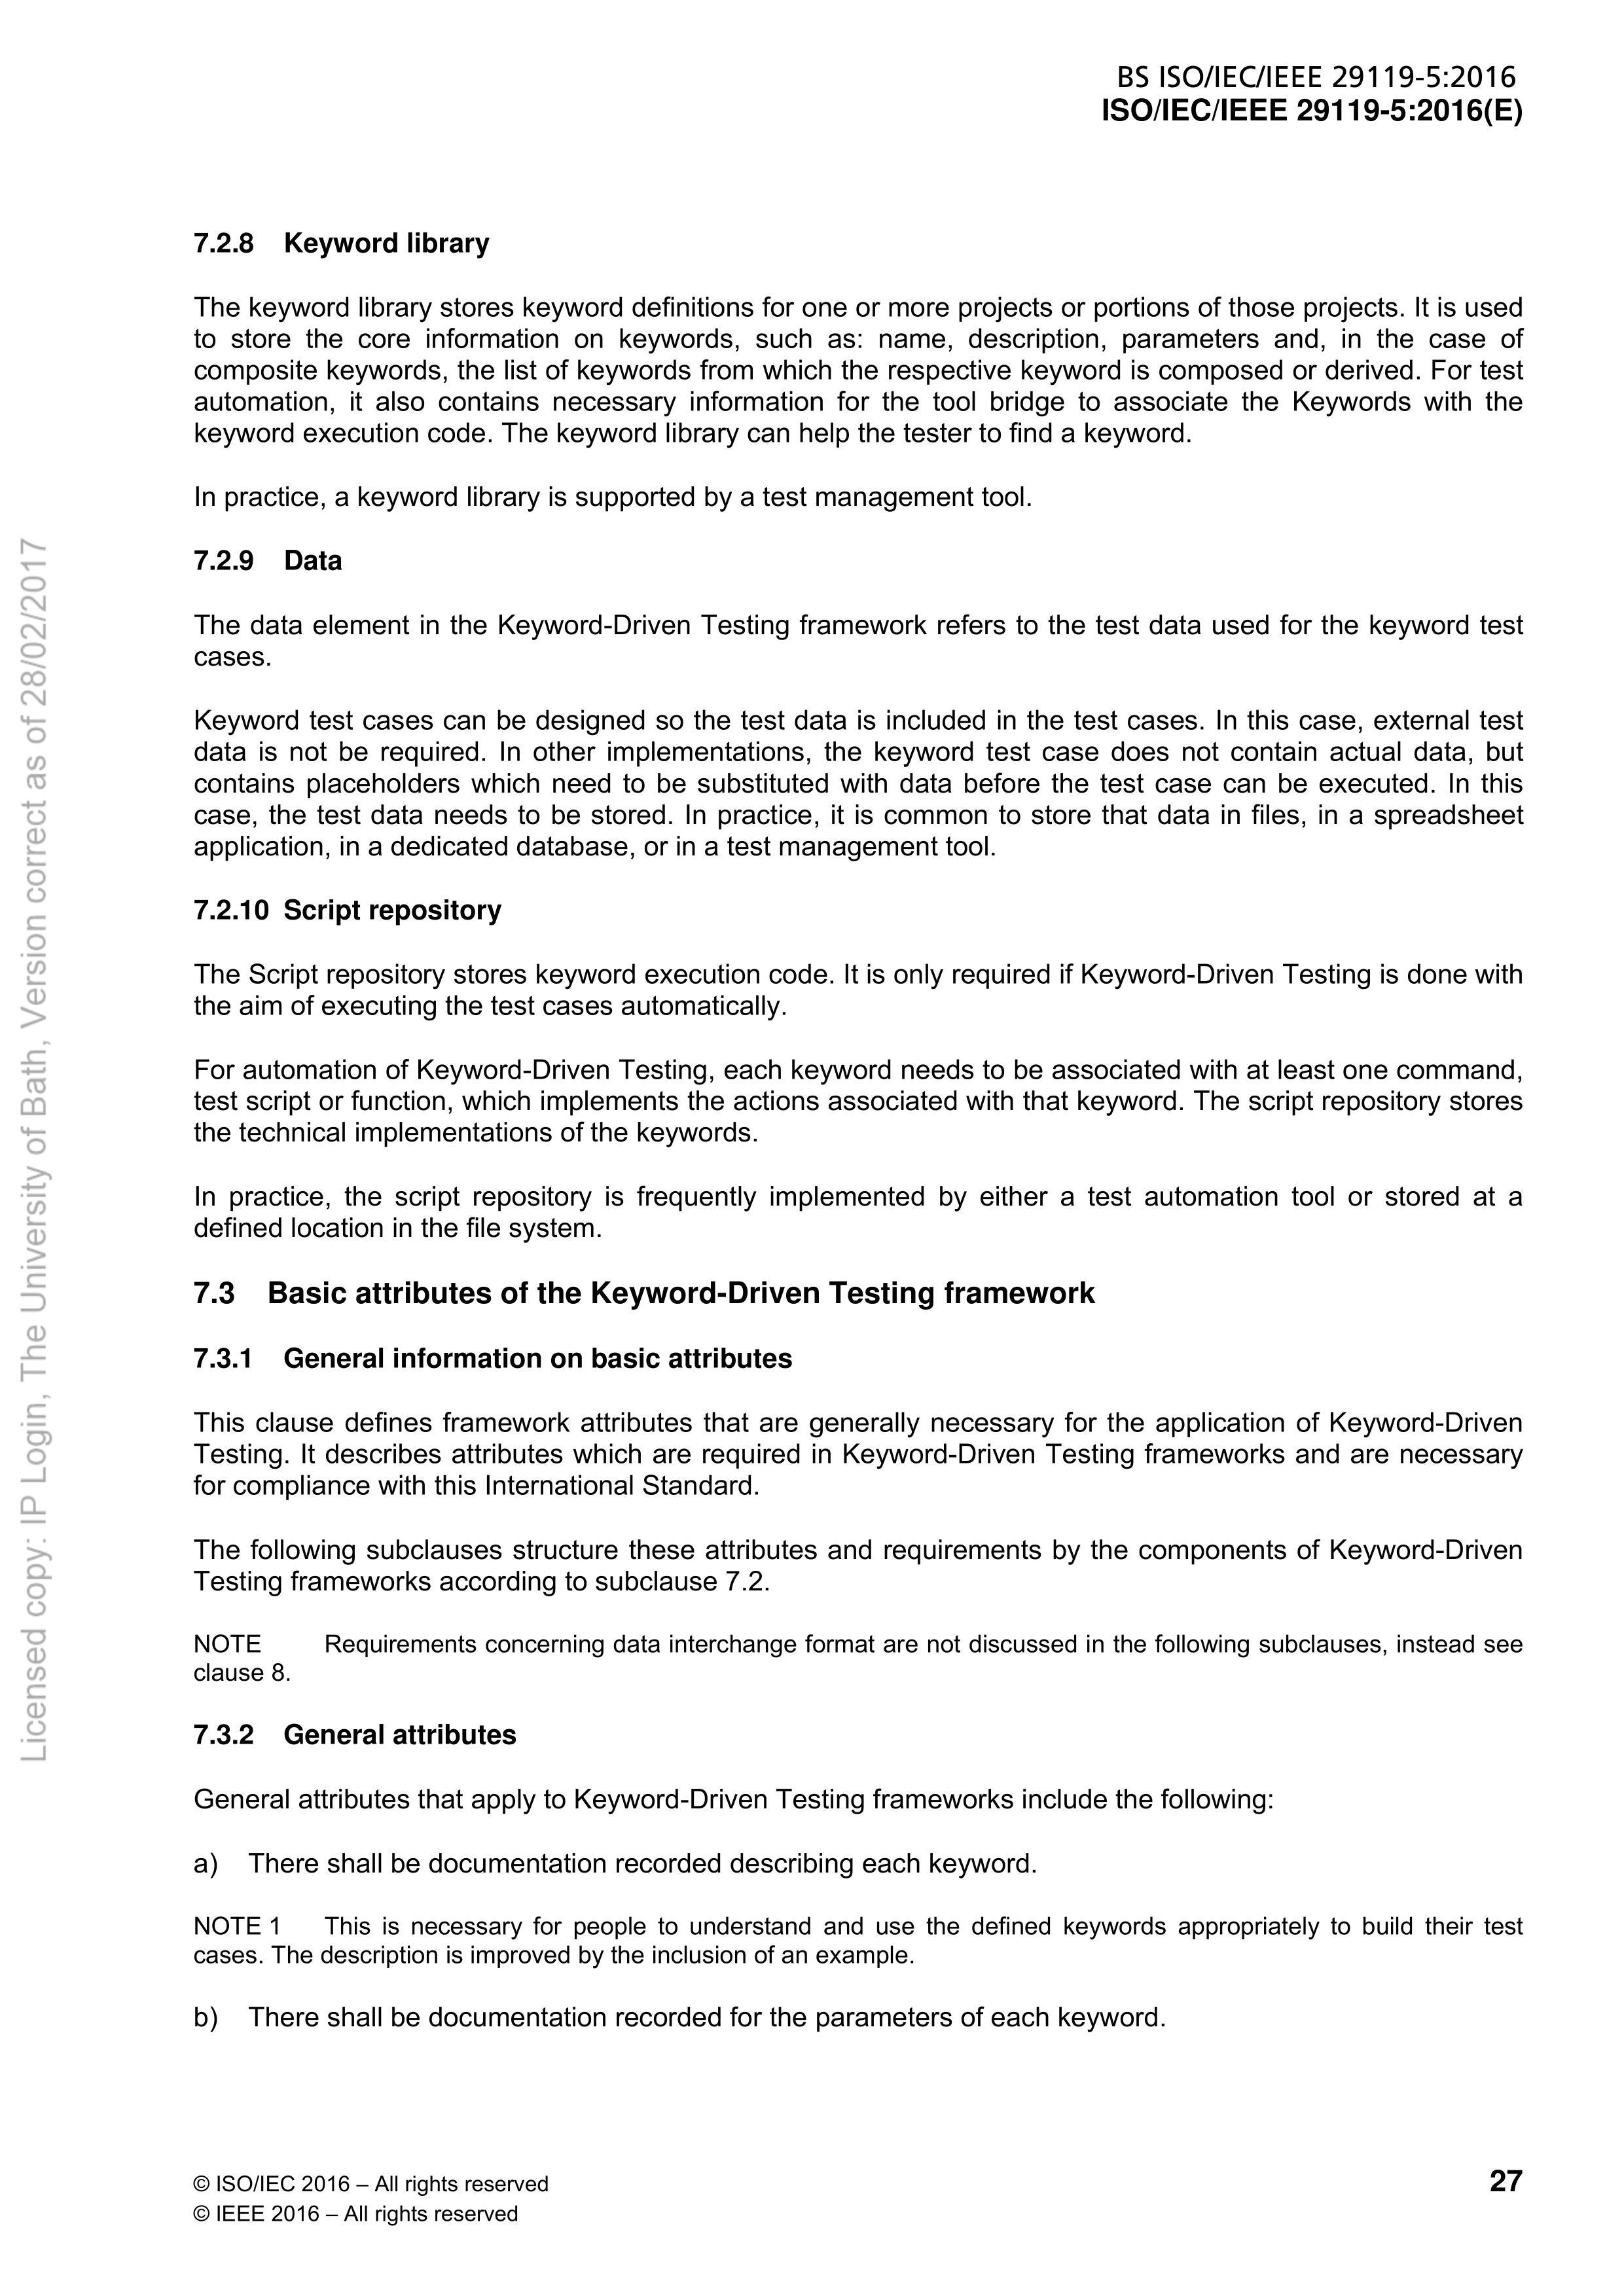 BS ISO/IEC/IEEE 29119-5:2016
ISO/IEC/IEEE 29119-5:2016(E)
7.2.8 Keyword library
The keyword library stores keyword definitions for one or more projects or portions of those projects. It is used
to store the core information on keywords, such as: name, description, parameters and, in the case of
composite keywords, the list of keywords from which the respective keyword is composed or derived. For test
automation, it also contains necessary information for the tool bridge to associate the Keywords with the
keyword execution code. The keyword library can help the tester to find a keyword.
In practice, a keyword library is supported by a test management tool.
7.2.9 Data
The data element in the Keyword-Driven Testing framework refers to the test data used for the keyword test
cases.
Keyword test cases can be designed so the test data is included in the test cases. In this case, external test
data is not be required. In other implementations, the keyword test case does not contain actual data, but
contains placeholders which need to be substituted with data before the test case can be executed. In this
case, the test data needs to be stored. In practice, it is common to store that data in files, in a spreadsheet
application, in a dedicated database, or in a test management tool.
7.2.10 Script repository
The Script repository stores keyword execution code. It is only required if Keyword-Driven Testing is done with
the aim of executing the test cases automatically.
For automation of Keyword-Driven Testing, each keyword needs to be associated with at least one command,
test script or function, which implements the actions associated with that keyword. The script repository stores
the technical implementations of the keywords.
In practice, the script repository is frequently implemented by either a test automation tool or stored at a
defined location in the file system.
7.3 Basic attributes of the Keyword-Driven Testing framework
7.3.1 General information on basic attributes
This clause defines framework attributes that are generally necessary for the application of Keyword-Driven
Testing. It describes attributes which are required in Keyword-Driven Testing frameworks and are necessary
for compliance with this International Standard.
The following subclauses structure these attributes and requirements by the components of Keyword-Driven
Testing frameworks according to subclause 7.2.
NOTE Requirements concerning data interchange format are not discussed in the following subclauses, instead see
clause 8.
7.3.2 General attributes
General attributes that apply to Keyword-Driven Testing frameworks include the following:
a) There shall be documentation recorded describing each keyword.
NOTE 1 This is necessary for people to understand and use the defined keywords appropriately to build their test
cases. The description is improved by the inclusion of an example.
b) There shall be documentation recorded for the parameters of each keyword.
© ISO/IEC 2016 – All rights reserved
© IEEE 2016 – All rights reserved
27
Licensed copy: IP Login, The University of Bath, Version correct as of 28/02/2017